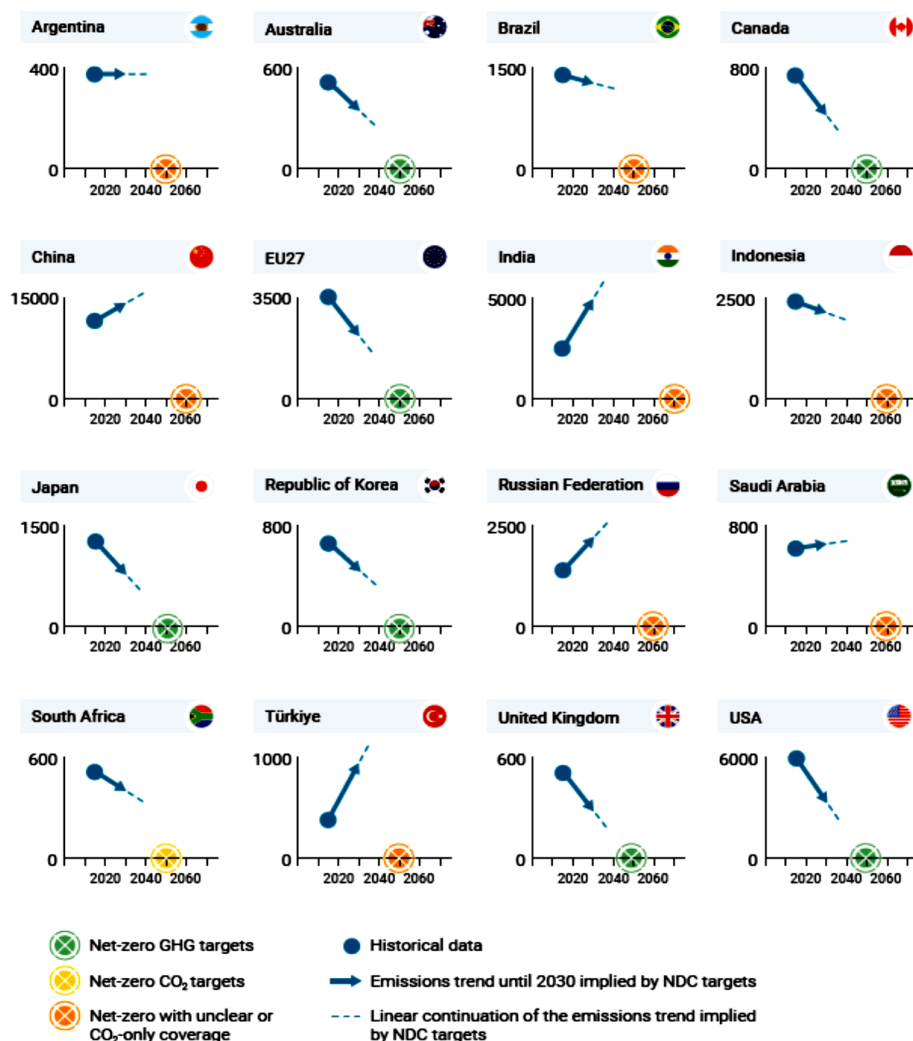 Argentina
Australia
Brazil
Canada
400
0
2020 2040 2060
600
0
2020 2040 2060
1500
0
2020 2040 2060
800
0
2020 2040 2060
China
EU27
India
Indonesia
15000
0
2020 2040 2060
3500
0
2020 2040 2060
5000
0
2020 2040 2060
2500
0
2020 2040 2060
Japan
Republic of Korea
Russian Federation
Saudi Arabia
1500
0
2020 2040 2060
800
0
2020 2040 2060
2500
0
2020 2040 2060
800
0
2020 2040 2060
South Africa
Türkiye
United Kingdom
USA
600
0
2020 2040 2060
1000
0
2020 2040 2060
600
0
2020 2040 2060
6000
0
2020 2040 2060
Net-zero GHG targets
Net-zero CO₂ targets
Net-zero with unclear or
CO₂-only coverage
Historical data
Emissions trend until 2030 implied by NDC targets
Linear continuation of the emissions trend implied
by NDC targets